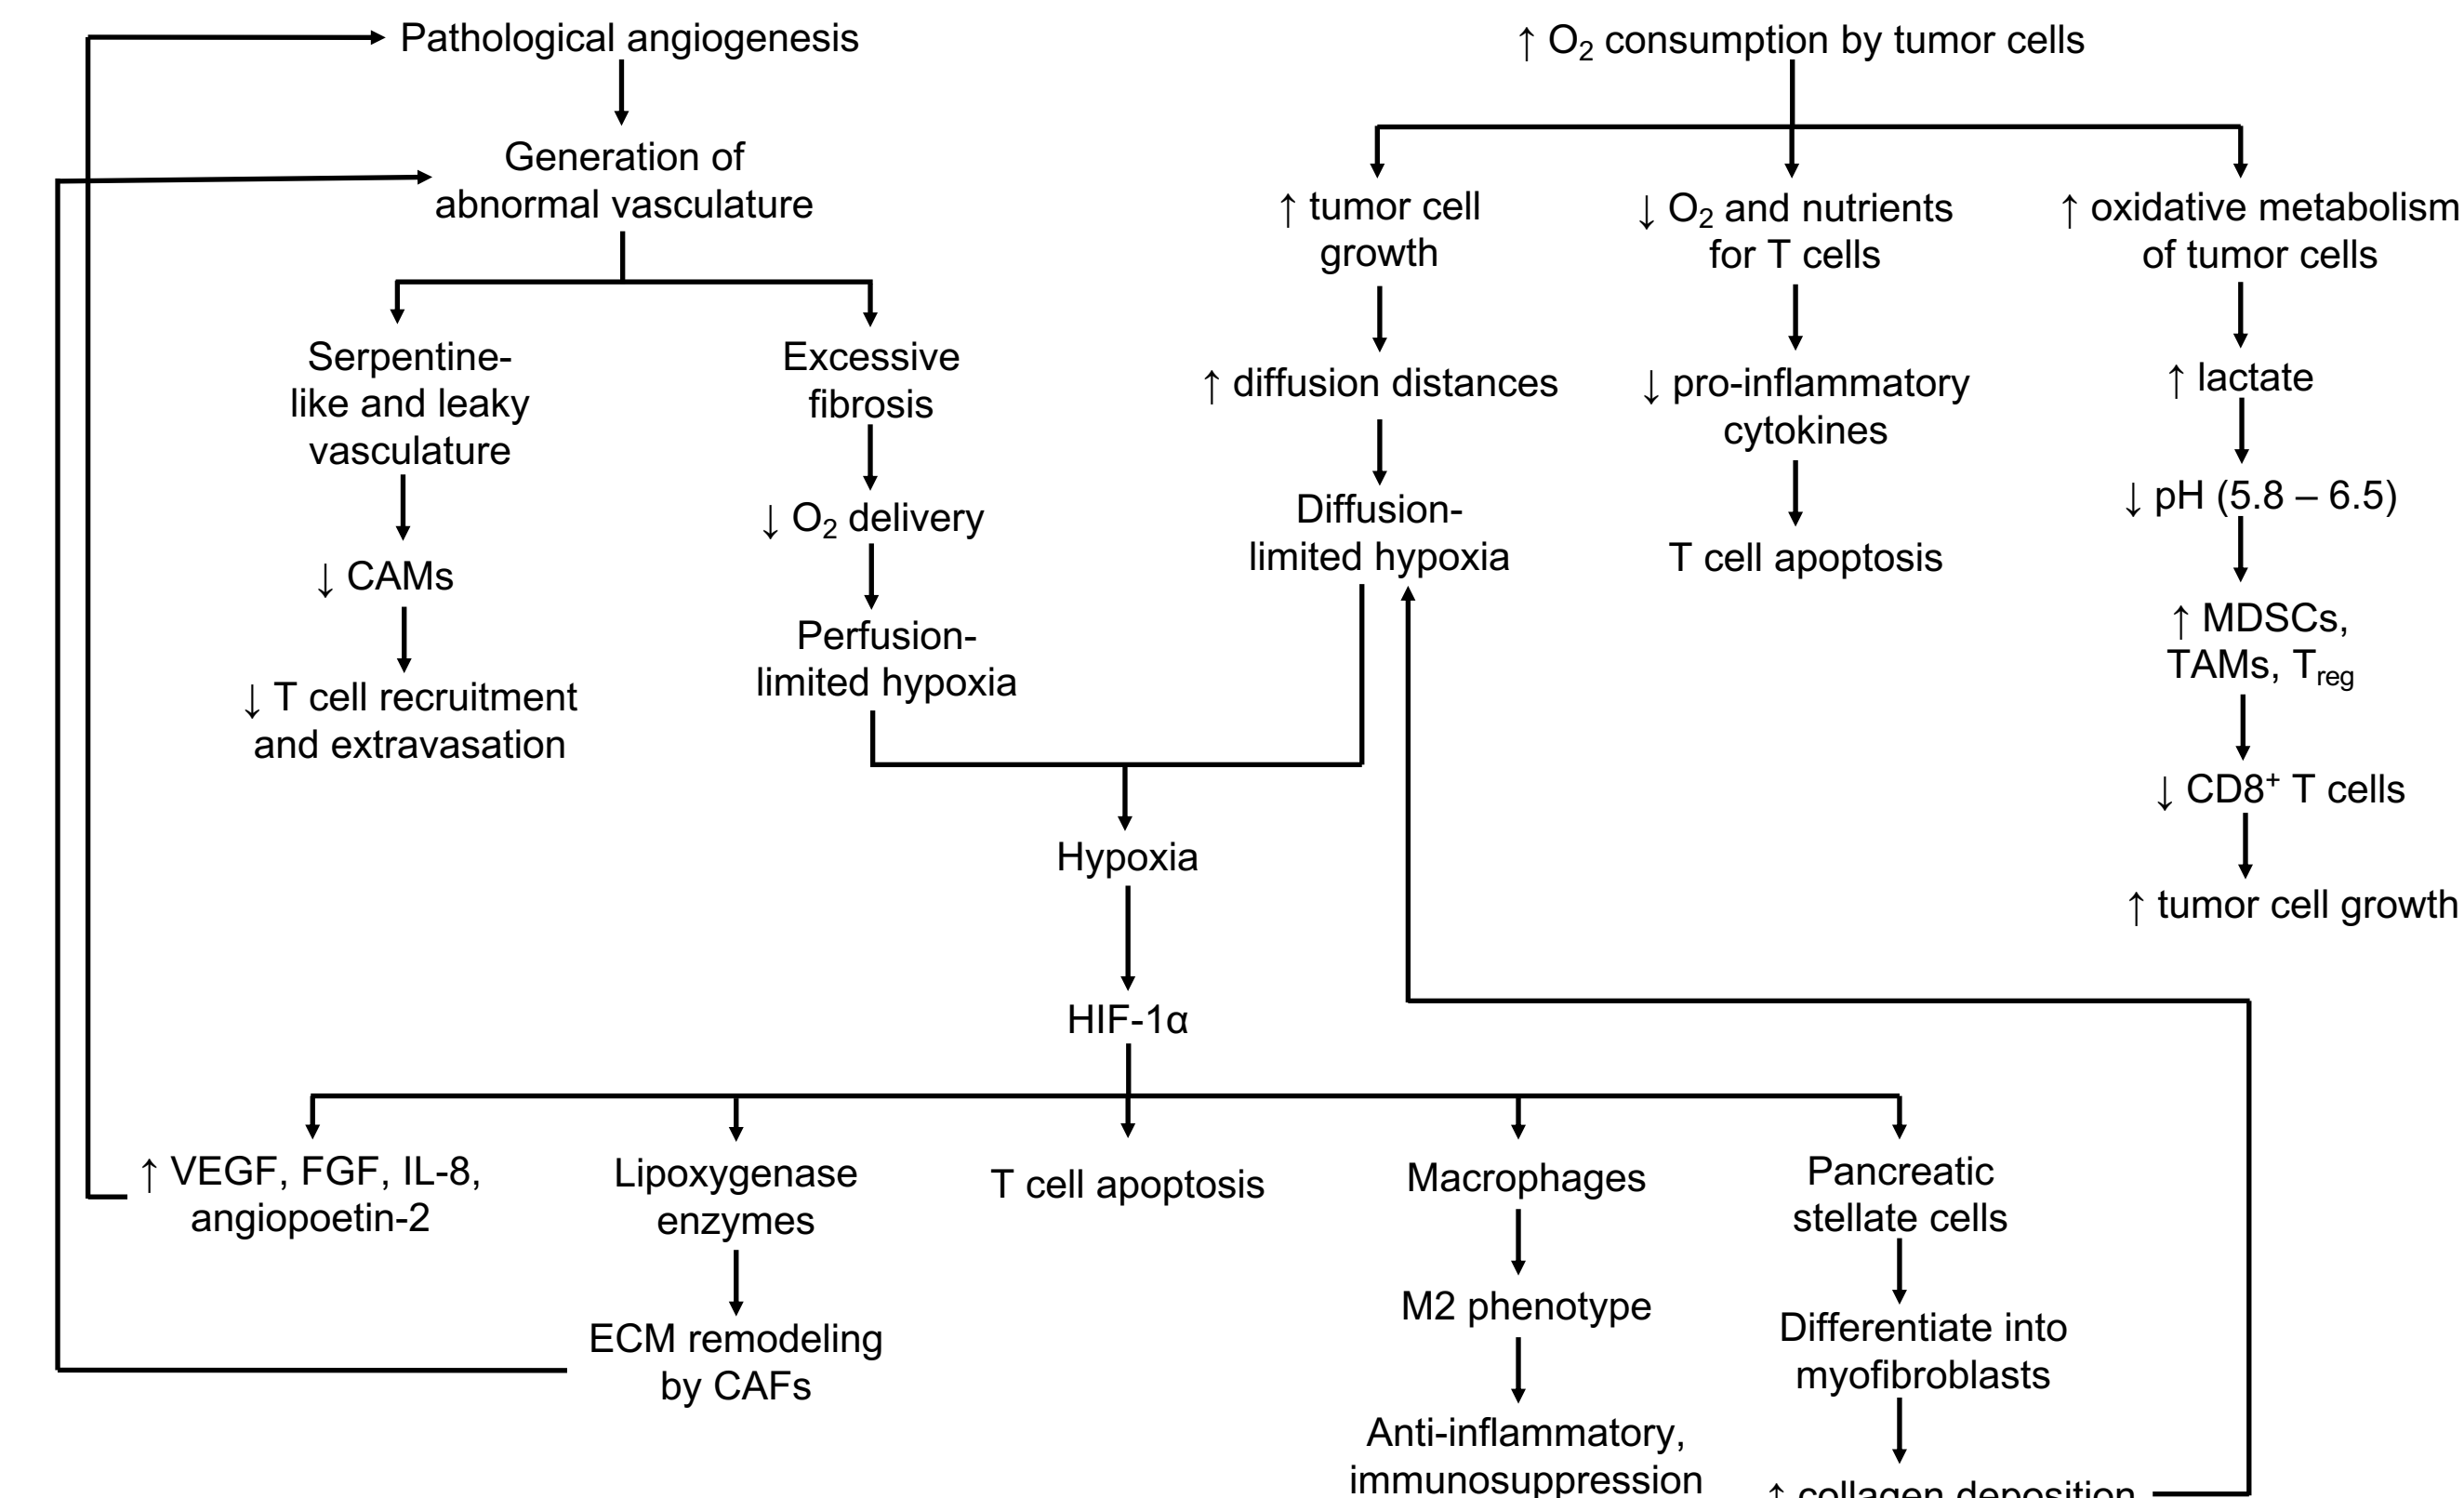 Pathological angiogenesis
Generation of
abnormal vasculature
Serpentine-
like and leaky
vasculature
↓ CAMs
↓ T cell recruitment
and extravasation
Excessive
fibrosis
↓ O₂ delivery
Perfusion-
limited hypoxia
↑ O₂ consumption by tumor cells
↑ tumor cell
growth
↑ diffusion distances
Diffusion-
limited hypoxia
↓ O₂ and nutrients
for T cells
↓ pro-inflammatory
cytokines
T cell apoptosis
↑ oxidative metabolism
of tumor cells
↑ lactate
↓ pH (5.8 – 6.5)
↑ MDSCs,
TAMs, Treg
↓ CD8⁺ T cells
↑ tumor cell growth
Hypoxia
HIF-1α
↑ VEGF, FGF, IL-8,
angiopoetin-2
Lipoxygenase
enzymes
ECM remodeling
by CAFs
T cell apoptosis
Macrophages
M2 phenotype
Anti-inflammatory,
immunosuppression
Pancreatic
stellate cells
Differentiate into
myofibroblasts
↑ collagen deposition